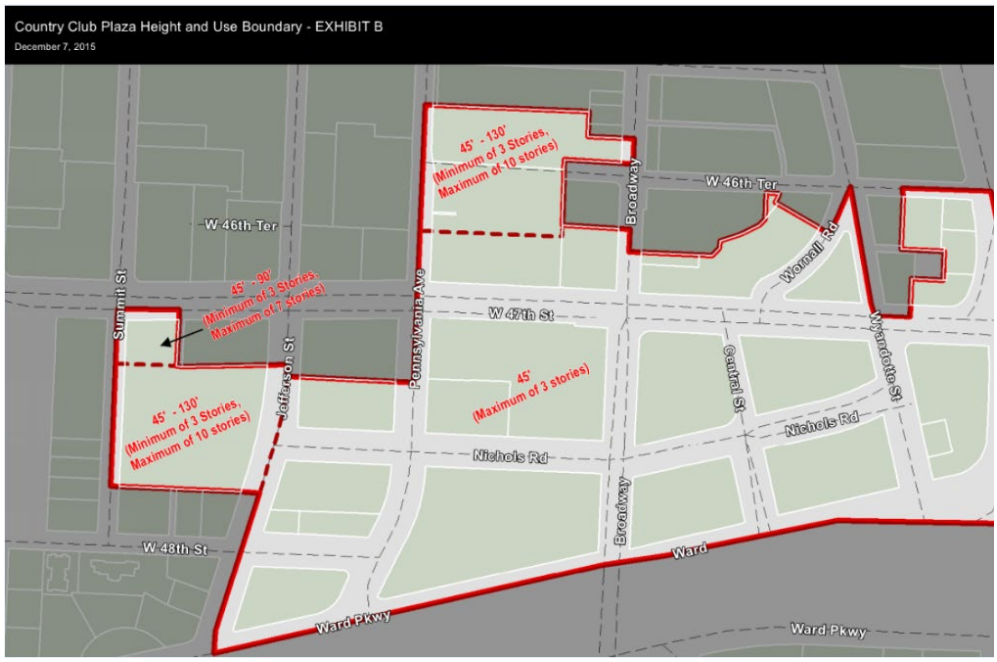 Country Club Plaza Height and Use Boundary - EXHIBIT B
December 7, 2015
45' - 130'
(Minimum of 3 Stories,
Maximum of 10 stories)
Broadway
W 46th Ter
W 46th Ter
Wornall Rd
Summit St
45' - 90'
(Minimum of 3 Stories,
Maximum of 7 stories)
Jefferson St
Pennsylvania Ave
W 47th St
Central St
Wyandotte St
45'
(Maximum of 3 stories)
45' - 130'
(Minimum of 3 Stories,
Maximum of 10 stories)
Nichols Rd
Nichols Rd
Broadway
W 48th St
Ward
Ward Pkwy
Ward Pkwy